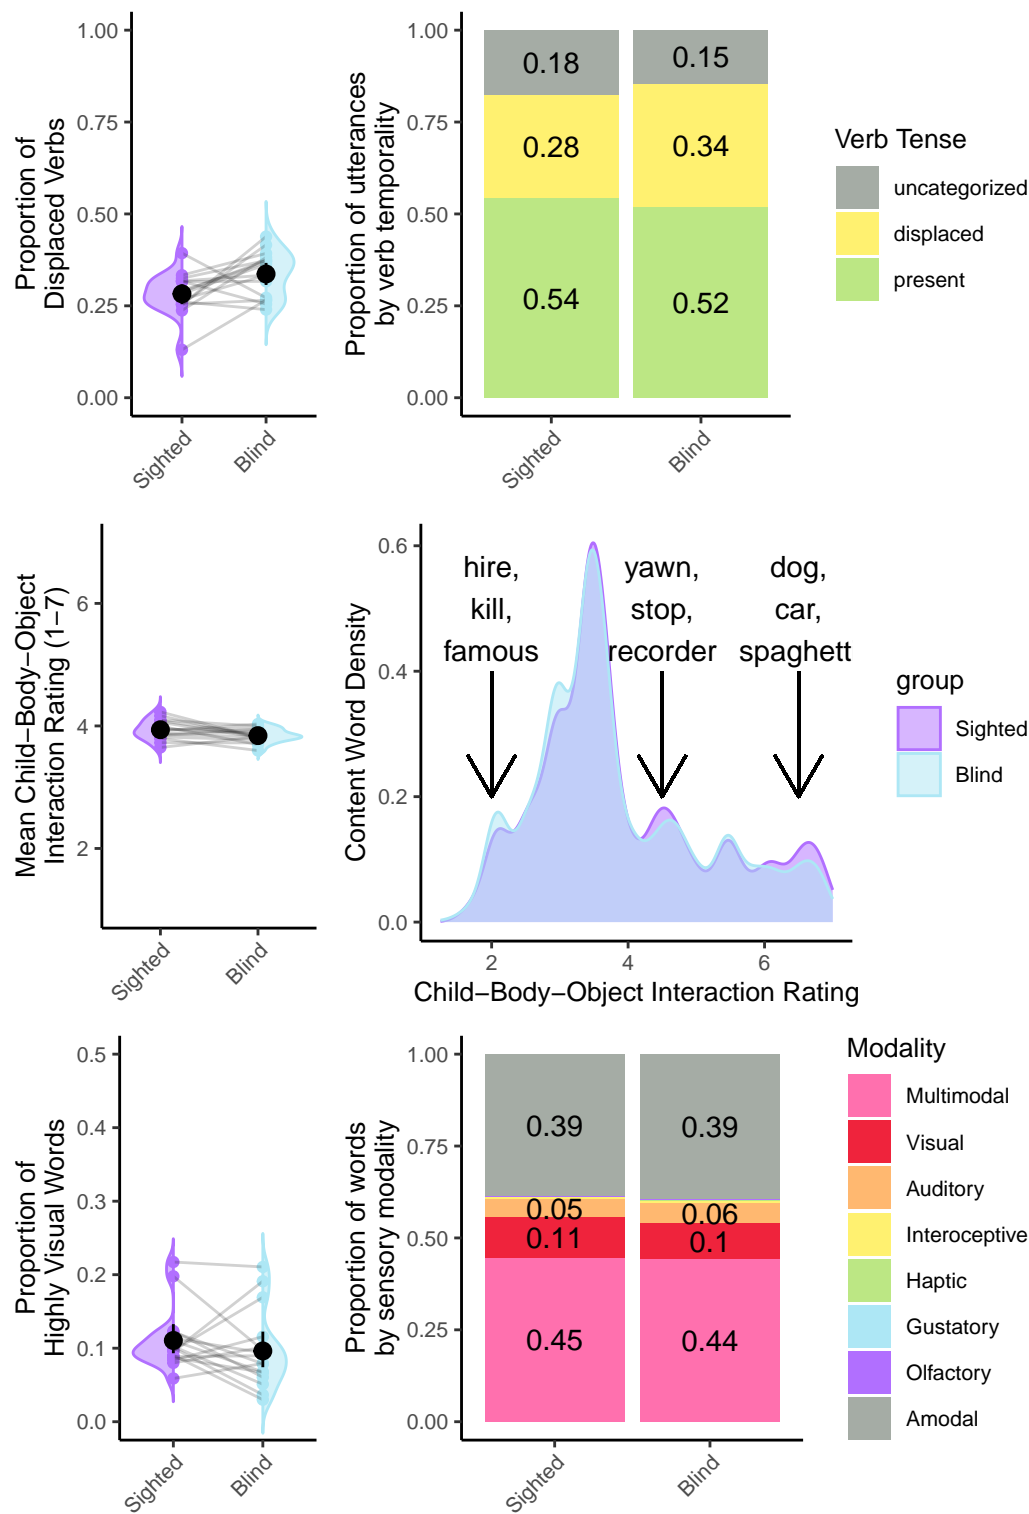 Proportion of
Displaced Verbs
1.00
0.75
0.50
0.25
0.00
Sighted
Blind
Proportion of utterances
by verb temporality
1.00
0.75
0.50
0.25
0.00
0.18
0.15
0.28
0.34
0.54
0.52
Sighted
Blind
Verb Tense
uncategorized
displaced
present
Mean Child−Body−Object
Interaction Rating (1−7)
6
4
2
Sighted
Blind
Content Word Density
0.6
0.4
0.2
0.0
hire,
kill,
famous
yawn,
stop,
recorder
dog,
car,
spaghett
2
4
6
Child−Body−Object Interaction Rating
group
Sighted
Blind
Proportion of
Highly Visual Words
0.5
0.4
0.3
0.2
0.1
0.0
Sighted
Blind
Proportion of words
by sensory modality
1.00
0.75
0.50
0.25
0.00
0.39
0.39
0.05
0.06
0.11
0.1
0.45
0.44
Sighted
Blind
Modality
Multimodal
Visual
Auditory
Interoceptive
Haptic
Gustatory
Olfactory
Amodal